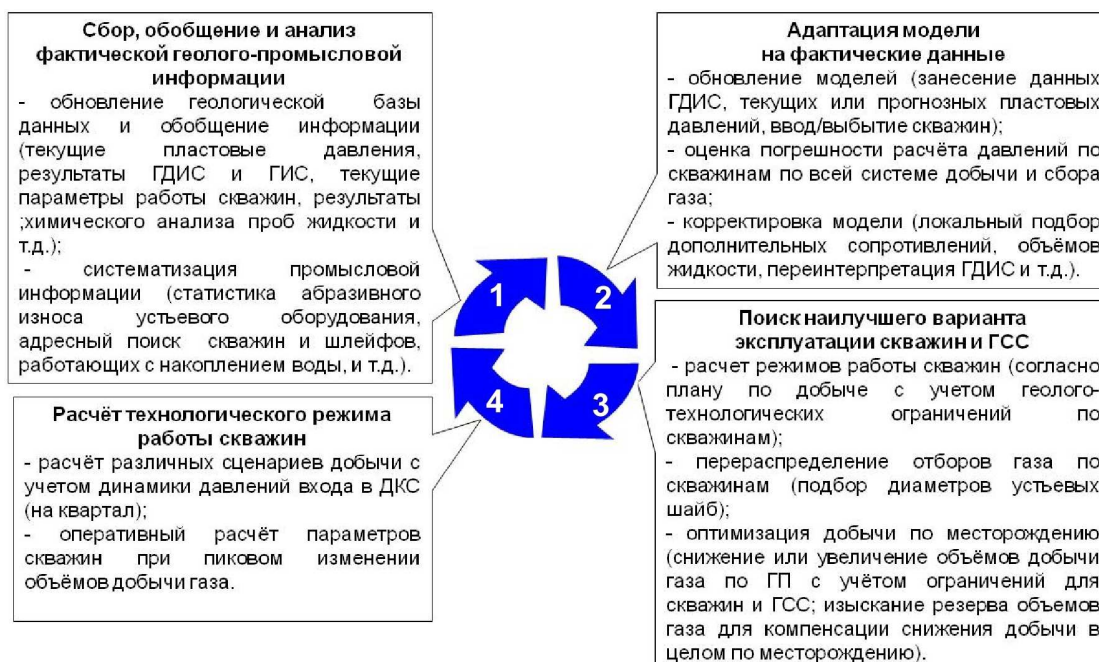 Сбор, обобщение и анализ
фактической геолого-промысловой
информации
- обновление геологической базы
данных и обобщение информации
(текущие пластовые давления,
результаты ГДИС и ГИС, текущие
параметры работы скважин, результаты
;химического анализа проб жидкости и
т.д.);
- систематизация промысловой
информации (статистика абразивного
износа устьевого оборудования,
адресный поиск скважин и шлейфов,
работающих с накоплением воды, и т.д.).
1
Адаптация модели
на фактические данные
- обновление моделей (занесение данных
ГДИС, текущих или прогнозных пластовых
давлений, ввод/выбытие скважин);
- оценка погрешности расчёта давлений по
скважинам по всей системе добычи и сбора
газа;
- корректировка модели (локальный подбор
дополнительных сопротивлений, объёмов
жидкости, переинтерпретация ГДИС и т.д.).
2
Поиск наилучшего варианта
эксплуатации скважин и ГСС
- расчет режимов работы скважин (согласно
плану по добыче с учетом геолого-
технологических ограничений по
скважинам);
- перераспределение отборов газа по
скважинам (подбор диаметров устьевых
шайб);
- оптимизация добычи по месторождению
(снижение или увеличение объёмов добычи
газа по ГП с учётом ограничений для
скважин и ГСС; изыскание резерва объемов
газа для компенсации снижения добычи в
целом по месторождению).
3
Расчёт технологического режима
работы скважин
- расчёт различных сценариев добычи с
учетом динамики давлений входа в ДКС
(на квартал);
- оперативный расчёт параметров
скважин при пиковом изменении
объёмов добычи газа.
4